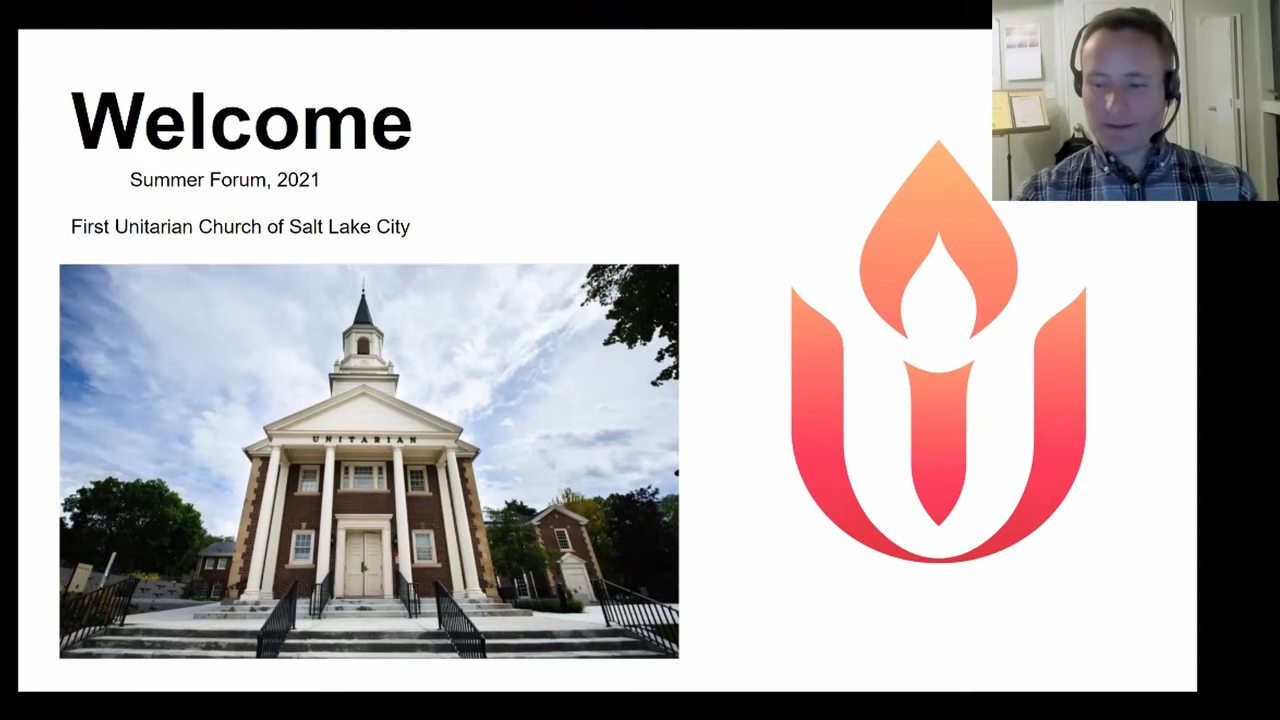 Welcome
Summer Forum, 2021
First Unitarian Church of Salt Lake City
UNITARIAN